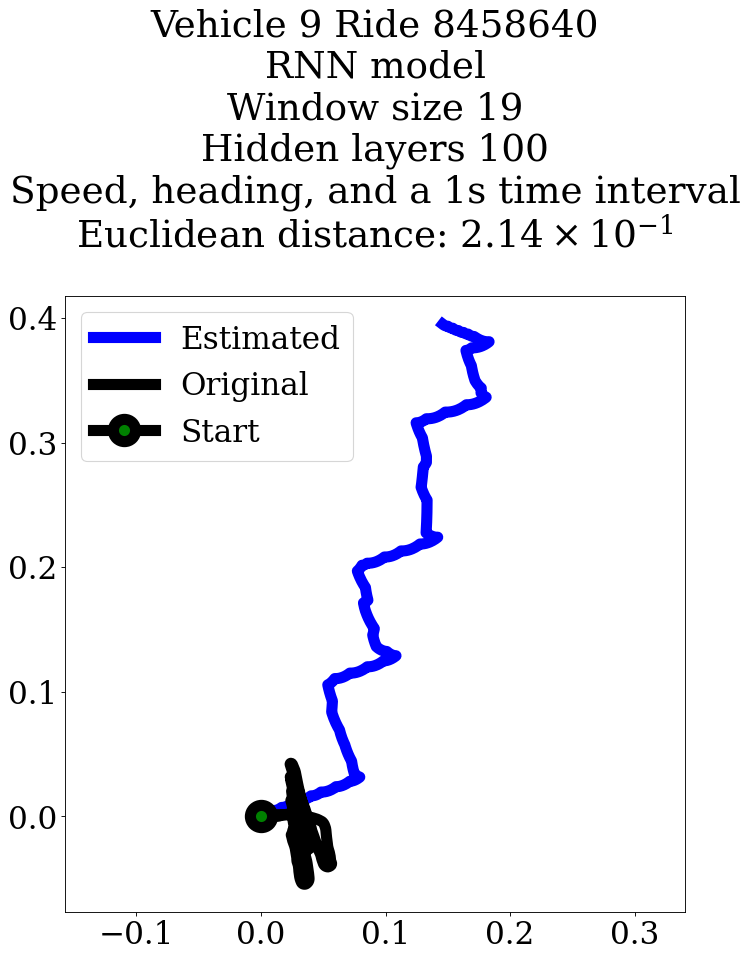 Vehicle 9 Ride 8458640
RNN model
Window size 19
Hidden layers 100
Speed, heading, and a 1s time interval
Euclidean distance: 2.14 × 10⁻¹
Estimated
Original
Start
0.4
0.3
0.2
0.1
0.0
−0.1
0.0
0.1
0.2
0.3